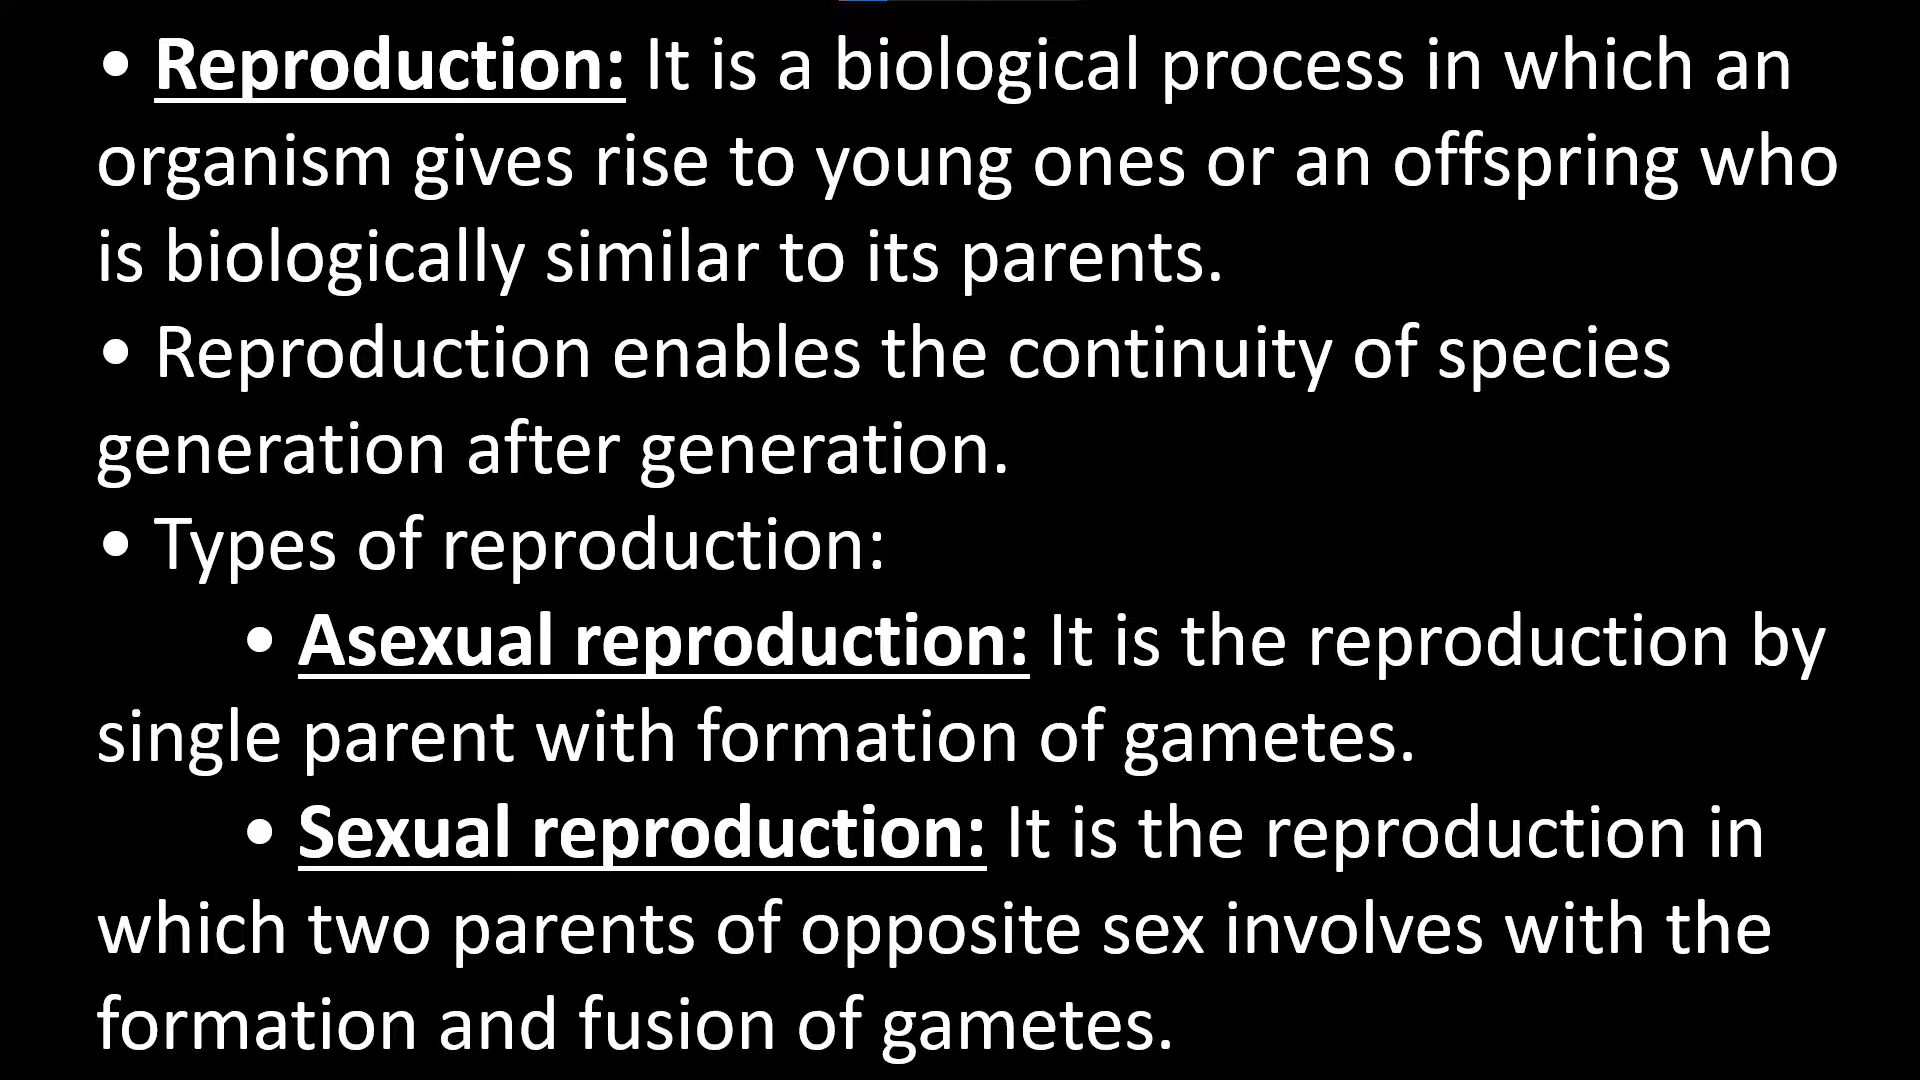 • Reproduction: It is a biological process in which an
organism gives rise to young ones or an offspring who
is biologically similar to its parents.
• Reproduction enables the continuity of species
generation after generation.
• Types of reproduction:
• Asexual reproduction: It is the reproduction by
single parent with formation of gametes.
• Sexual reproduction: It is the reproduction in
which two parents of opposite sex involves with the
formation and fusion of gametes.